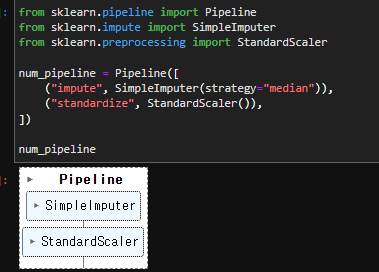 ]:
from sklearn.pipeline import Pipeline
from sklearn.impute import SimpleImputer
from sklearn.preprocessing import StandardScaler
num_pipeline = Pipeline([
    ("impute", SimpleImputer(strategy="median")),
    ("standardize", StandardScaler()),
])
num_pipeline
]:
▸ Pipeline
▸ SimpleImputer
▸ StandardScaler